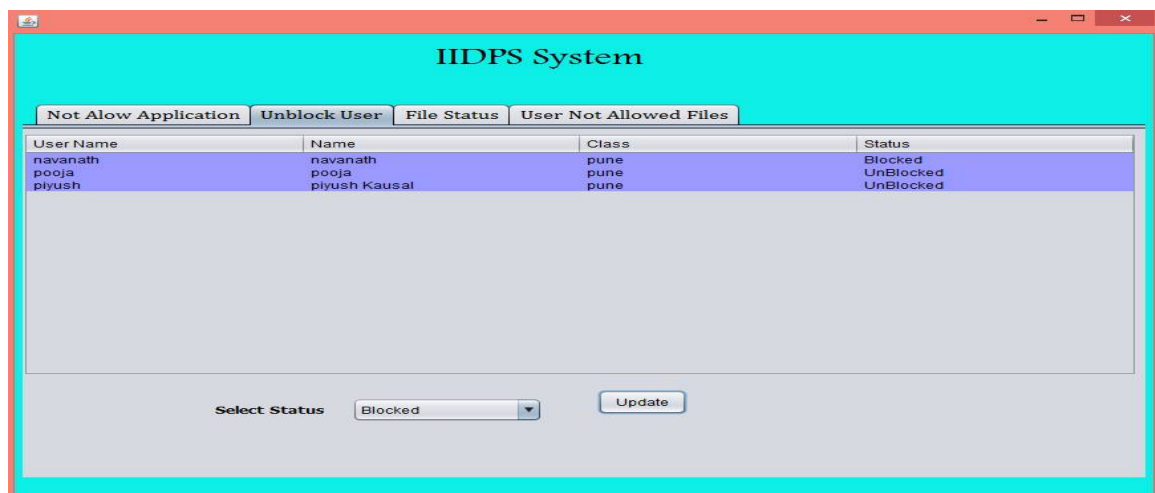 IIDPS System
Not Alow Application Unblock User File Status User Not Allowed Files
User Name Name Class Status
navanath navanath pune Blocked
pooja pooja pune UnBlocked
piyush piyush Kausal pune UnBlocked
Select Status Blocked Update